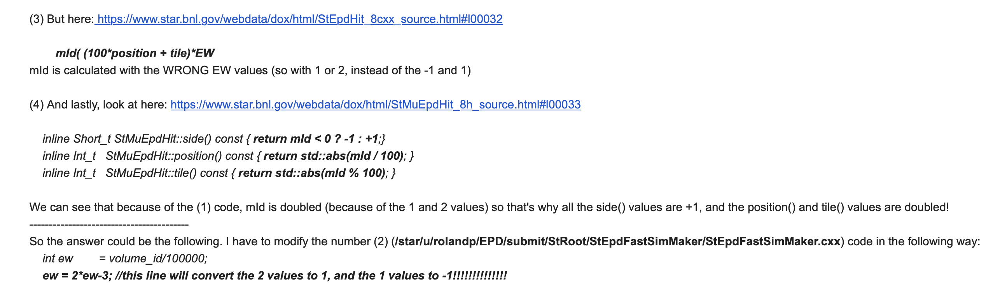 (3) But here: https://www.star.bnl.gov/webdata/dox/html/StEpdHit_8cxx_source.html#l00032
mId( (100*position + tile)*EW
mId is calculated with the WRONG EW values (so with 1 or 2, instead of the -1 and 1)
(4) And lastly, look at here: https://www.star.bnl.gov/webdata/dox/html/StMuEpdHit_8h_source.html#l00033
inline Short_t StMuEpdHit::side() const { return mId < 0 ? -1 : +1;}
inline Int_t StMuEpdHit::position() const { return std::abs(mId / 100); }
inline Int_t StMuEpdHit::tile() const { return std::abs(mId % 100); }
We can see that because of the (1) code, mId is doubled (because of the 1 and 2 values) so that's why all the side() values are +1, and the position() and tile() values are doubled!
-----------------------------------------
So the answer could be the following. I have to modify the number (2) (/star/u/rolandp/EPD/submit/StRoot/StEpdFastSimMaker/StEpdFastSimMaker.cxx) code in the following way:
int ew = volume_id/100000;
ew = 2*ew-3; //this line will convert the 2 values to 1, and the 1 values to -1!!!!!!!!!!!!!!